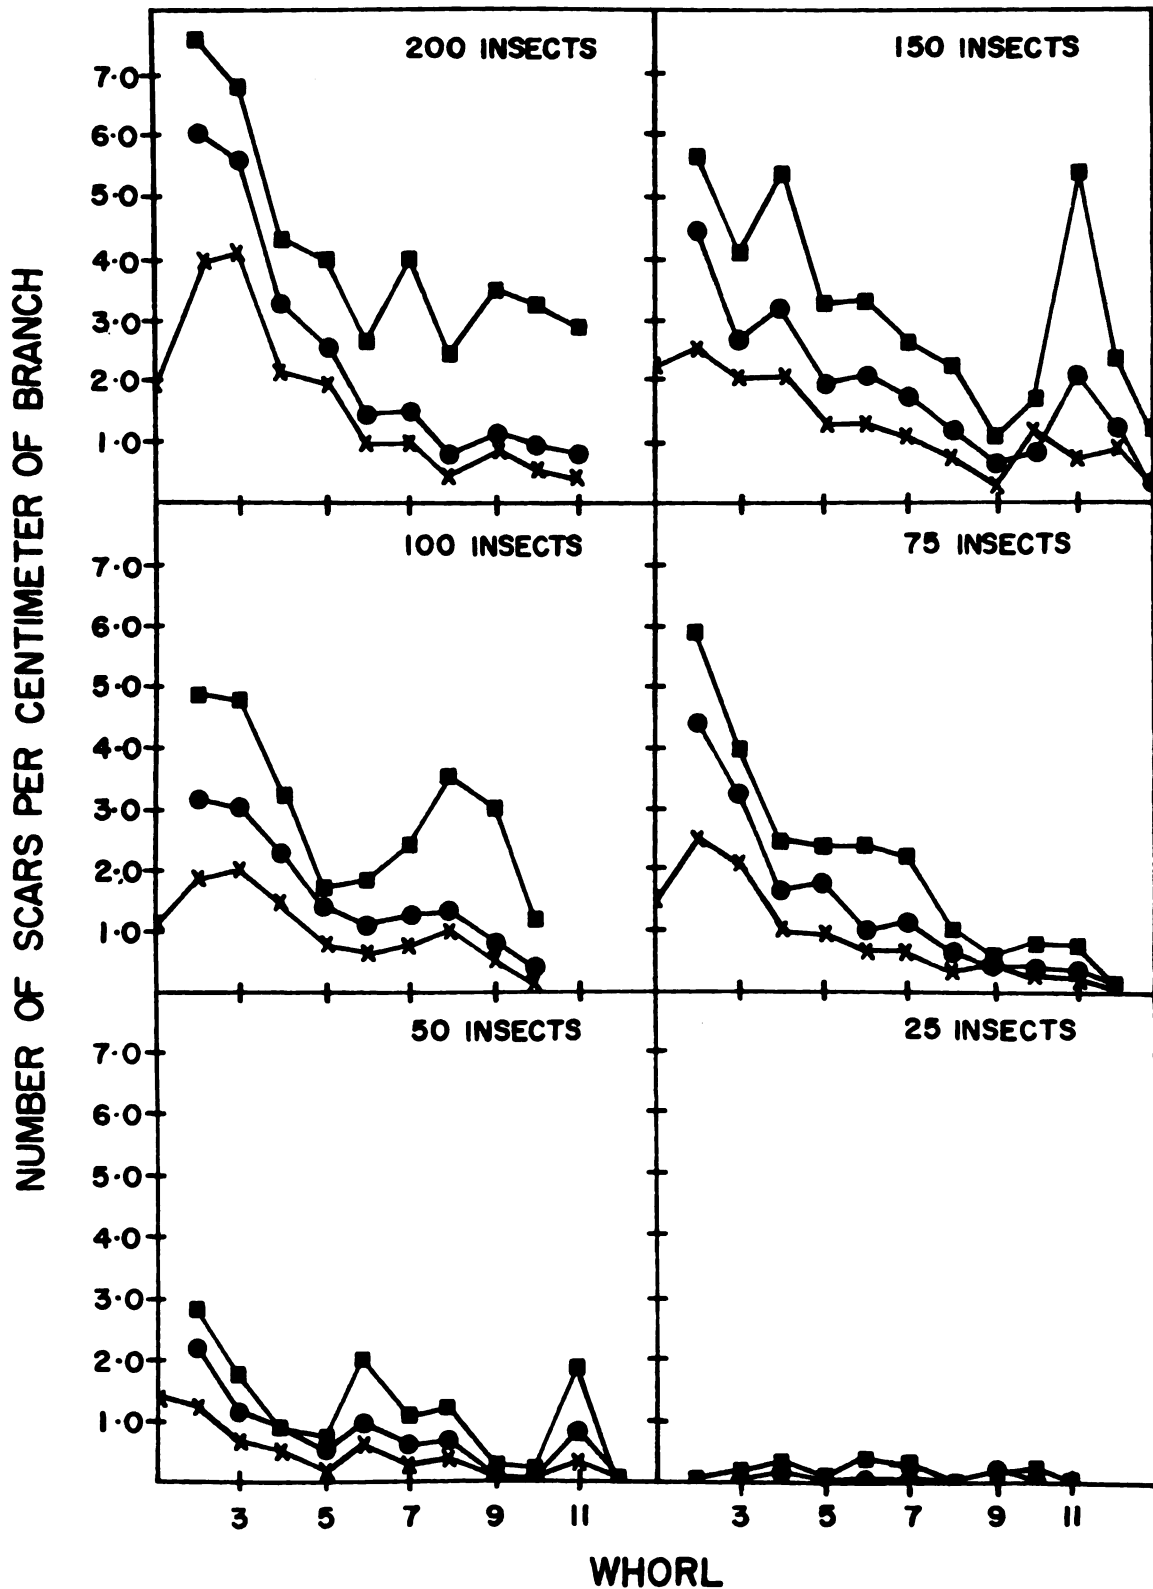 NUMBER OF SCARS PER CENTIMETER OF BRANCH
200 INSECTS
7·0
6·0
5·0
4·0
3·0
2·0
1·0
150 INSECTS
100 INSECTS
7·0
6·0
5·0
4·0
3·0
2·0
1·0
75 INSECTS
50 INSECTS
7·0
6·0
5·0
4·0
3·0
2·0
1·0
25 INSECTS
3 5 7 9 11 3 5 7 9 11
WHORL